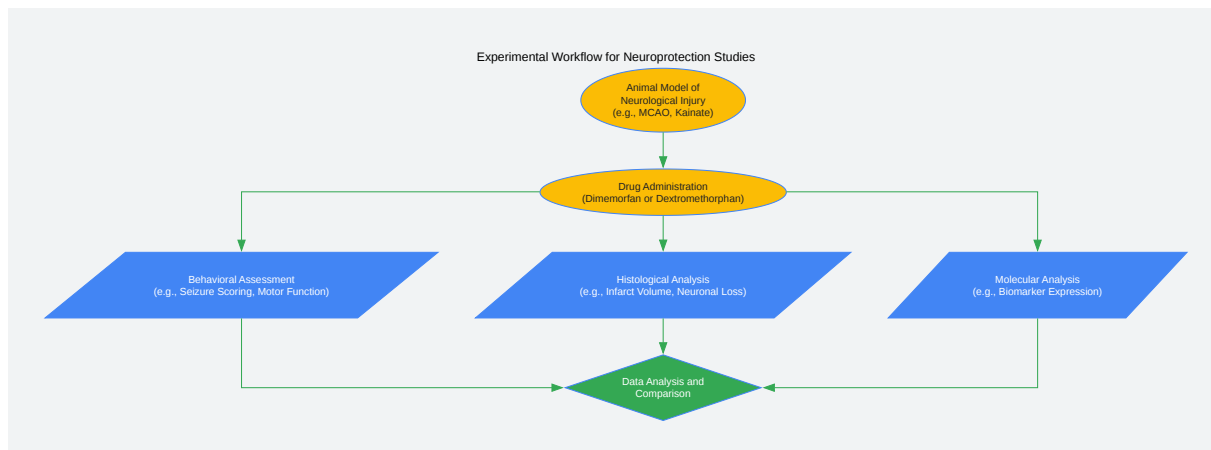 Experimental Workflow for Neuroprotection Studies
Animal Model of
Neurological Injury
(e.g., MCAO, Kainate)
Drug Administration
(Dimemorfan or Dextromethorphan)
Behavioral Assessment
(e.g., Seizure Scoring, Motor Function)
Histological Analysis
(e.g., Infarct Volume, Neuronal Loss)
Molecular Analysis
(e.g., Biomarker Expression)
Data Analysis and
Comparison